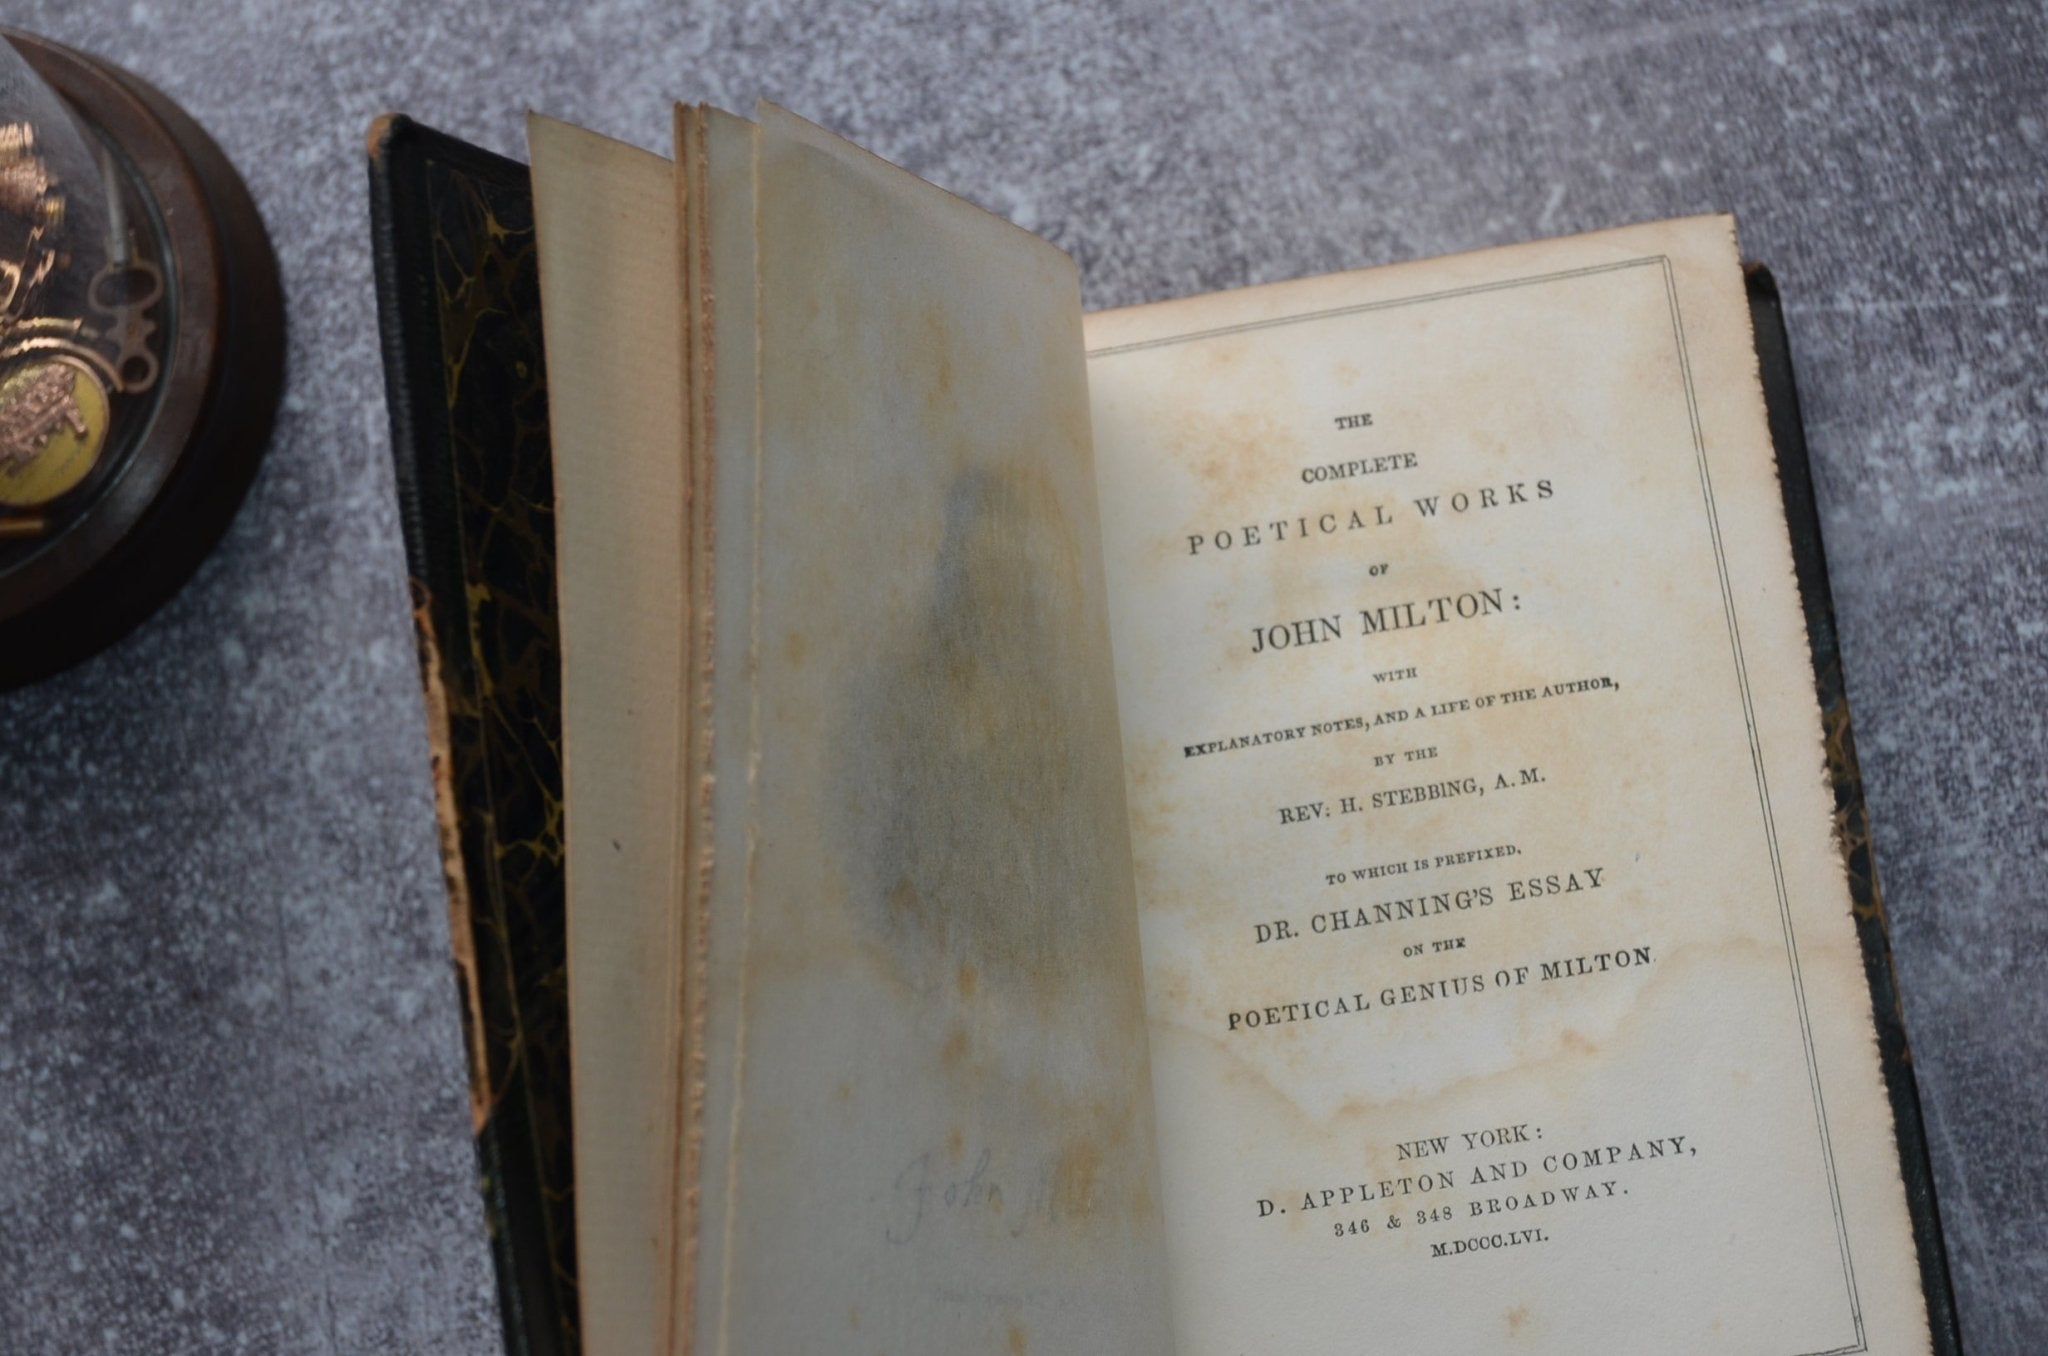 John
THE
COMPLETE
POETICAL WORKS
OF
JOHN MILTON:
WITH
EXPLANATORY NOTES, AND A LIFE OF THE AUTHOR,
BY THE
REV: H. STEBBING, A.M.
TO WHICH IS PREFIXED,
DR. CHANNING'S ESSAY
ON THE
POETICAL GENIUS OF MILTON.
NEW YORK:
D. APPLETON AND COMPANY,
346 & 348 BROADWAY.
M.DCCC.LVI.